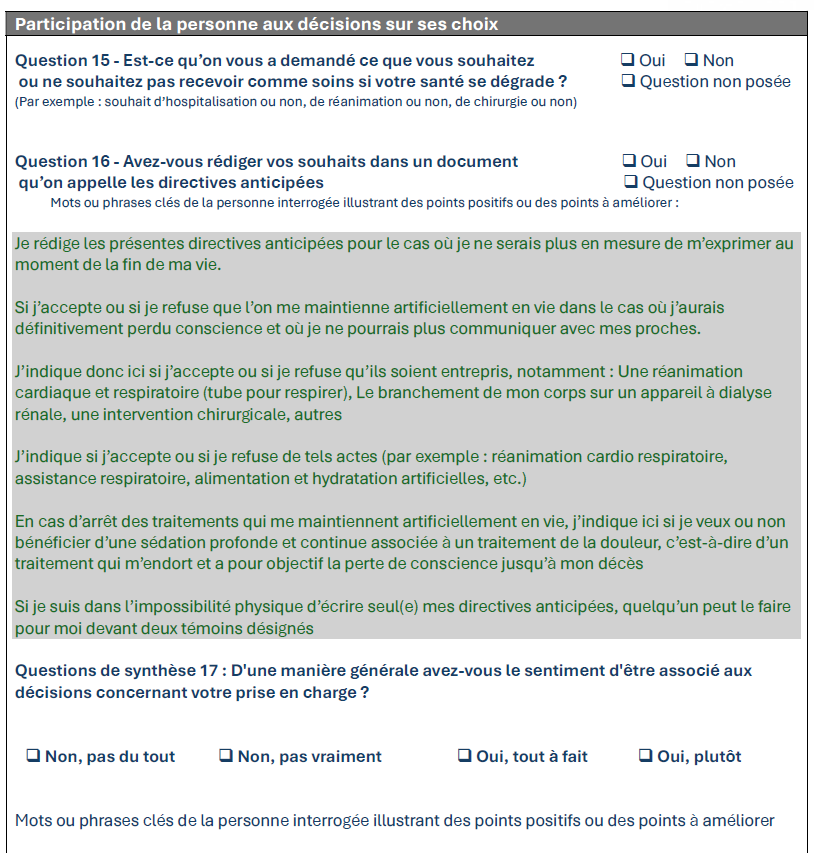 Participation de la personne aux décisions sur ses choix
Question 15 - Est-ce qu'on vous a demandé ce que vous souhaitez
ou ne souhaitez pas recevoir comme soins si votre santé se dégrade ?
❑ Oui ❑ Non
❑ Question non posée
(Par exemple : souhait d'hospitalisation ou non, de réanimation ou non, de chirurgie ou non)
Question 16 - Avez-vous rédiger vos souhaits dans un document
qu'on appelle les directives anticipées
❑ Oui ❑ Non
❑ Question non posée
Mots ou phrases clés de la personne interrogée illustrant des points positifs ou des points à améliorer :
Je rédige les présentes directives anticipées pour le cas où je ne serais plus en mesure de m'exprimer au
moment de la fin de ma vie.
Si j'accepte ou si je refuse que l'on me maintienne artificiellement en vie dans le cas où j'aurais
définitivement perdu conscience et où je ne pourrais plus communiquer avec mes proches.
J'indique donc ici si j'accepte ou si je refuse qu'ils soient entrepris, notamment : Une réanimation
cardiaque et respiratoire (tube pour respirer), Le branchement de mon corps sur un appareil à dialyse
rénale, une intervention chirurgicale, autres
J'indique si j'accepte ou si je refuse de tels actes (par exemple : réanimation cardio respiratoire,
assistance respiratoire, alimentation et hydratation artificielles, etc.)
En cas d'arrêt des traitements qui me maintiennent artificiellement en vie, j'indique ici si je veux ou non
bénéficier d'une sédation profonde et continue associée à un traitement de la douleur, c'est-à-dire d'un
traitement qui m'endort et a pour objectif la perte de conscience jusqu'à mon décès
Si je suis dans l'impossibilité physique d'écrire seul(e) mes directives anticipées, quelqu'un peut le faire
pour moi devant deux témoins désignés
Questions de synthèse 17 : D'une manière générale avez-vous le sentiment d'être associé aux
décisions concernant votre prise en charge ?
❑ Non, pas du tout ❑ Non, pas vraiment ❑ Oui, tout à fait ❑ Oui, plutôt
Mots ou phrases clés de la personne interrogée illustrant des points positifs ou des points à améliorer